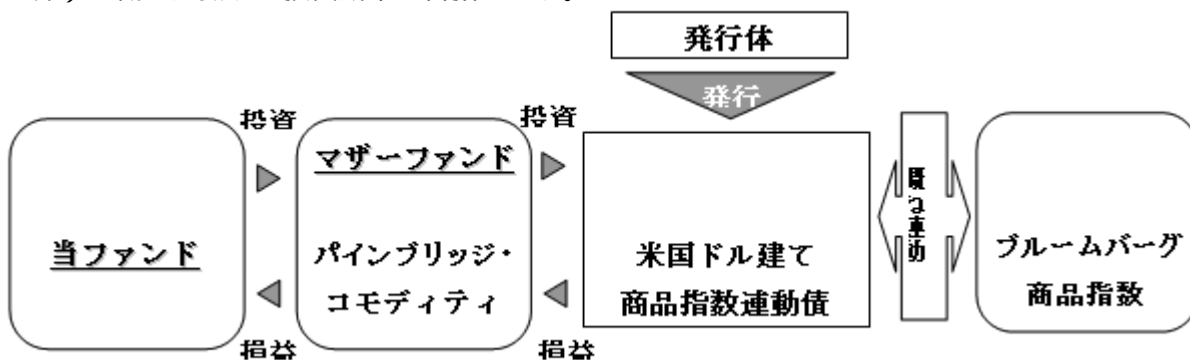 発行体
発行
投資
投資
当ファンド
マザーファンド
パインブリッジ・
コモディティ
米国ドル建て
商品指数連動債
概ね連動
ブルームバーグ
商品指数
損益
損益